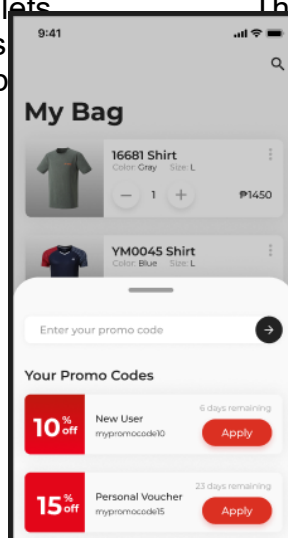 lets
Th
s
9:41
My Bag
16681 Shirt
Color: Gray Size: L
1
₱1450
YM0045 Shirt
Color: Blue Size: L
Enter your promo code
Your Promo Codes
6 days remaining
10% off
New User
mypromocode10
Apply
23 days remaining
15% off
Personal Voucher
mypromocode15
Apply